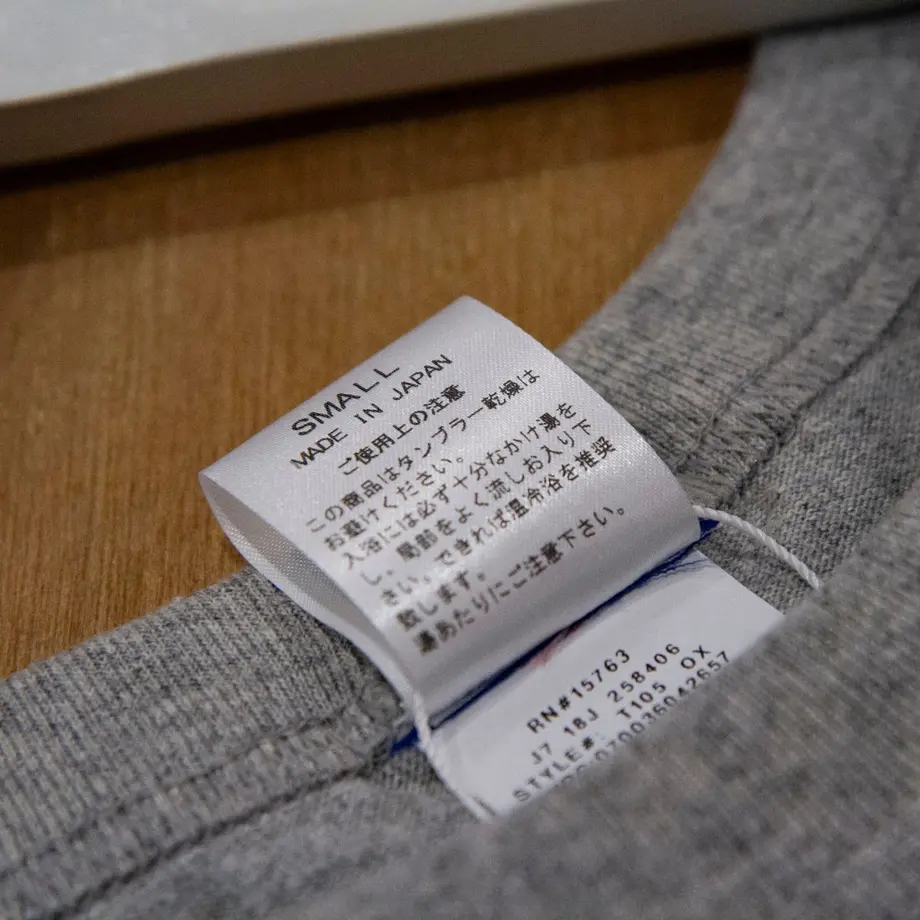 SMALL
MADE IN JAPAN
ご使用上の注意
この商品はタンブラー乾燥は
お避けください。
入浴には必ず十分なかけ湯を
し、関節をよく流しお入り下
さい。できれば温冷浴を推奨
致します。
湯あたりにご注意下さい。
RN#15763
J7 18J 258406
STYLE#: T105 OX